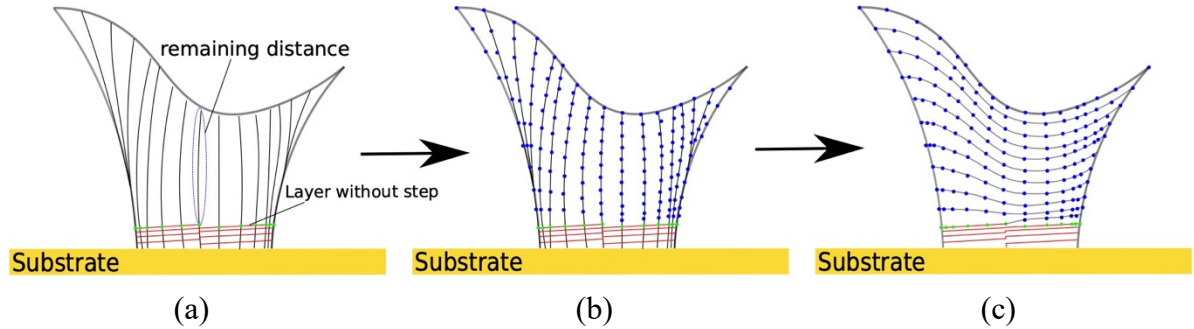 remaining distance
Layer without step
Substrate
Substrate
Substrate
(a)
(b)
(c)